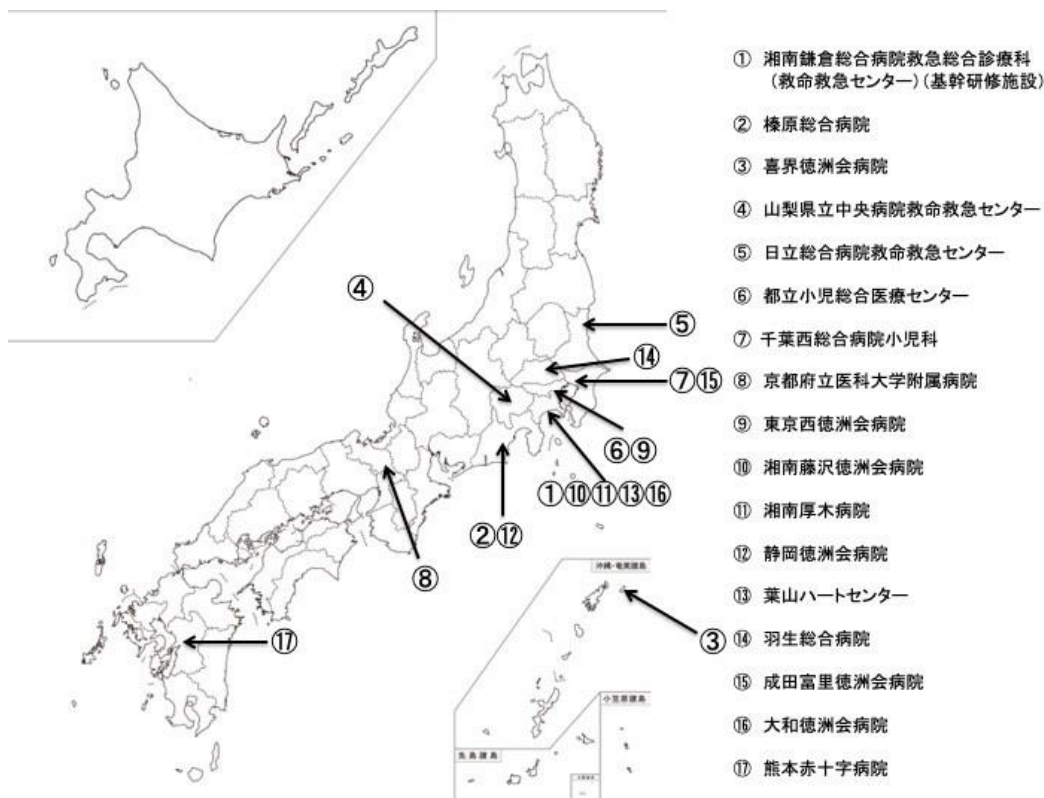 ① 湘南鎌倉総合病院救急総合診療科
(救命救急センター)(基幹研修施設)
② 榛原総合病院
③ 喜界徳洲会病院
④ 山梨県立中央病院救命救急センター
⑤ 日立総合病院救命救急センター
⑥ 都立小児総合医療センター
⑦ 千葉西総合病院小児科
⑧ 京都府立医科大学附属病院
⑨ 東京西徳洲会病院
⑩ 湘南藤沢徳洲会病院
⑪ 湘南厚木病院
⑫ 静岡徳洲会病院
⑬ 葉山ハートセンター
⑭ 羽生総合病院
⑮ 成田富里徳洲会病院
⑯ 大和徳洲会病院
⑰ 熊本赤十字病院
④
⑤
⑭
⑦⑮
⑥⑨
①⑩⑪⑬⑯
②⑫
⑧
⑰
③
沖縄・奄美諸島
小笠原諸島